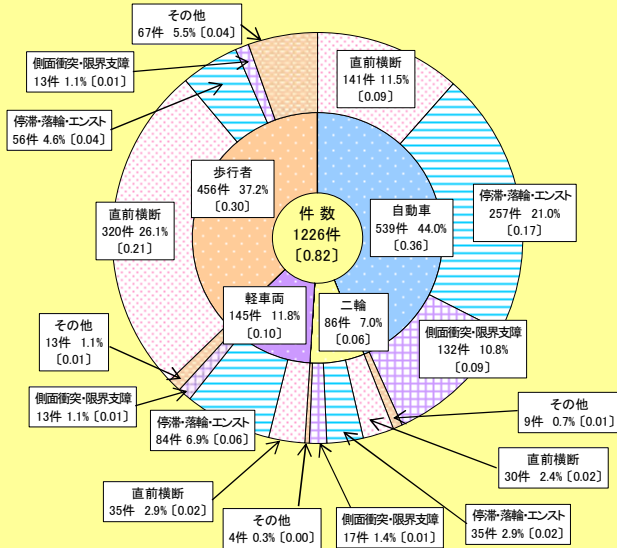 その他
67件 5.5% 〔0.04〕
側面衝突・限界支障
13件 1.1% 〔0.01〕
停滞・落輪・エンスト
56件 4.6% 〔0.04〕
直前横断
320件 26.1%
〔0.21〕
歩行者
456件 37.2%
〔0.30〕
直前横断
141件 11.5%
〔0.09〕
停滞・落輪・エンスト
257件 21.0%
〔0.17〕
自動車
539件 44.0%
〔0.36〕
件 数
1226件
〔0.82〕
軽車両
145件 11.8%
〔0.10〕
二輪
86件 7.0%
〔0.06〕
側面衝突・限界支障
132件 10.8%
〔0.09〕
その他
13件 1.1%
〔0.01〕
側面衝突・限界支障
13件 1.1% 〔0.01〕
停滞・落輪・エンスト
84件 6.9% 〔0.06〕
直前横断
35件 2.9% 〔0.02〕
その他
4件 0.3% 〔0.00〕
側面衝突・限界支障
17件 1.4% 〔0.01〕
停滞・落輪・エンスト
35件 2.9% 〔0.02〕
直前横断
30件 2.4% 〔0.02〕
その他
9件 0.7% 〔0.01〕